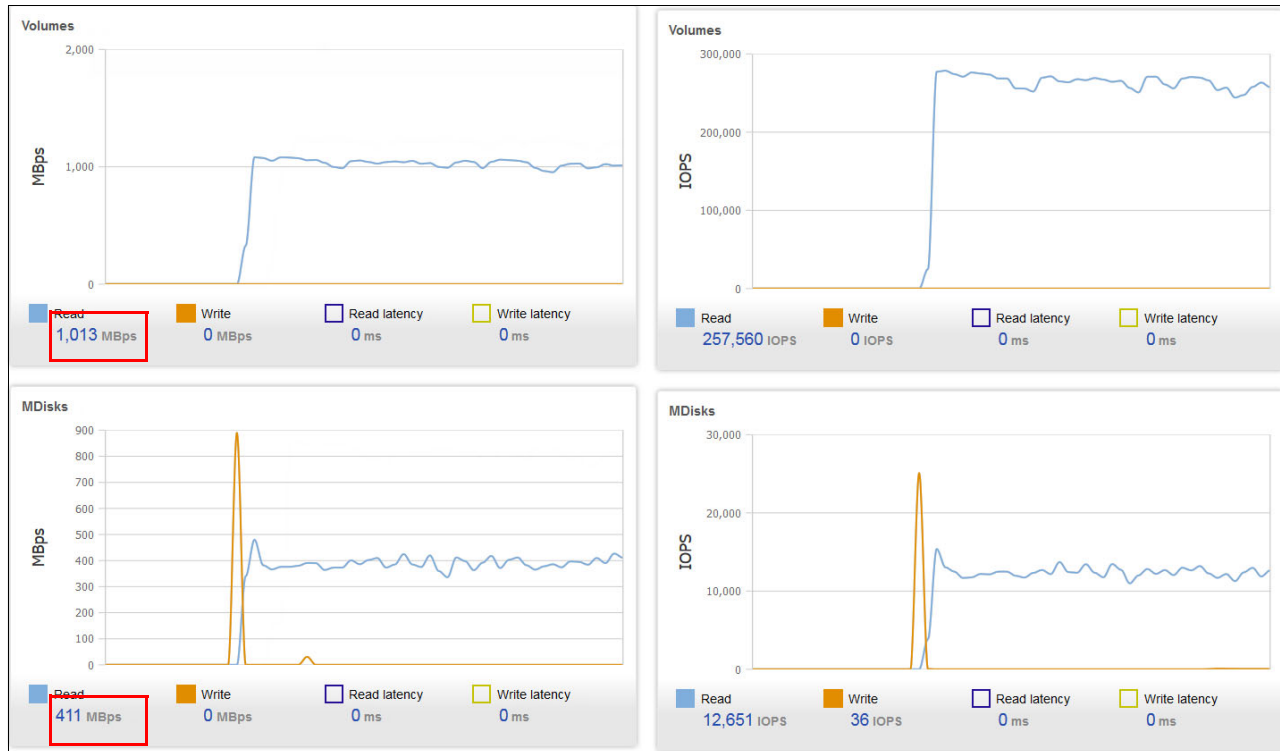 Volumes
2,000
1,000
0
MBps
Read Write Read latency Write latency
1,013 MBps 0 MBps 0 ms 0 ms
Volumes
300,000
200,000
100,000
0
IOPS
Read Write Read latency Write latency
257,560 IOPS 0 IOPS 0 ms 0 ms
MDisks
900
800
700
600
500
400
300
200
100
0
MBps
Read Write Read latency Write latency
411 MBps 0 MBps 0 ms 0 ms
MDisks
30,000
20,000
10,000
0
IOPS
Read Write Read latency Write latency
12,651 IOPS 36 IOPS 0 ms 0 ms